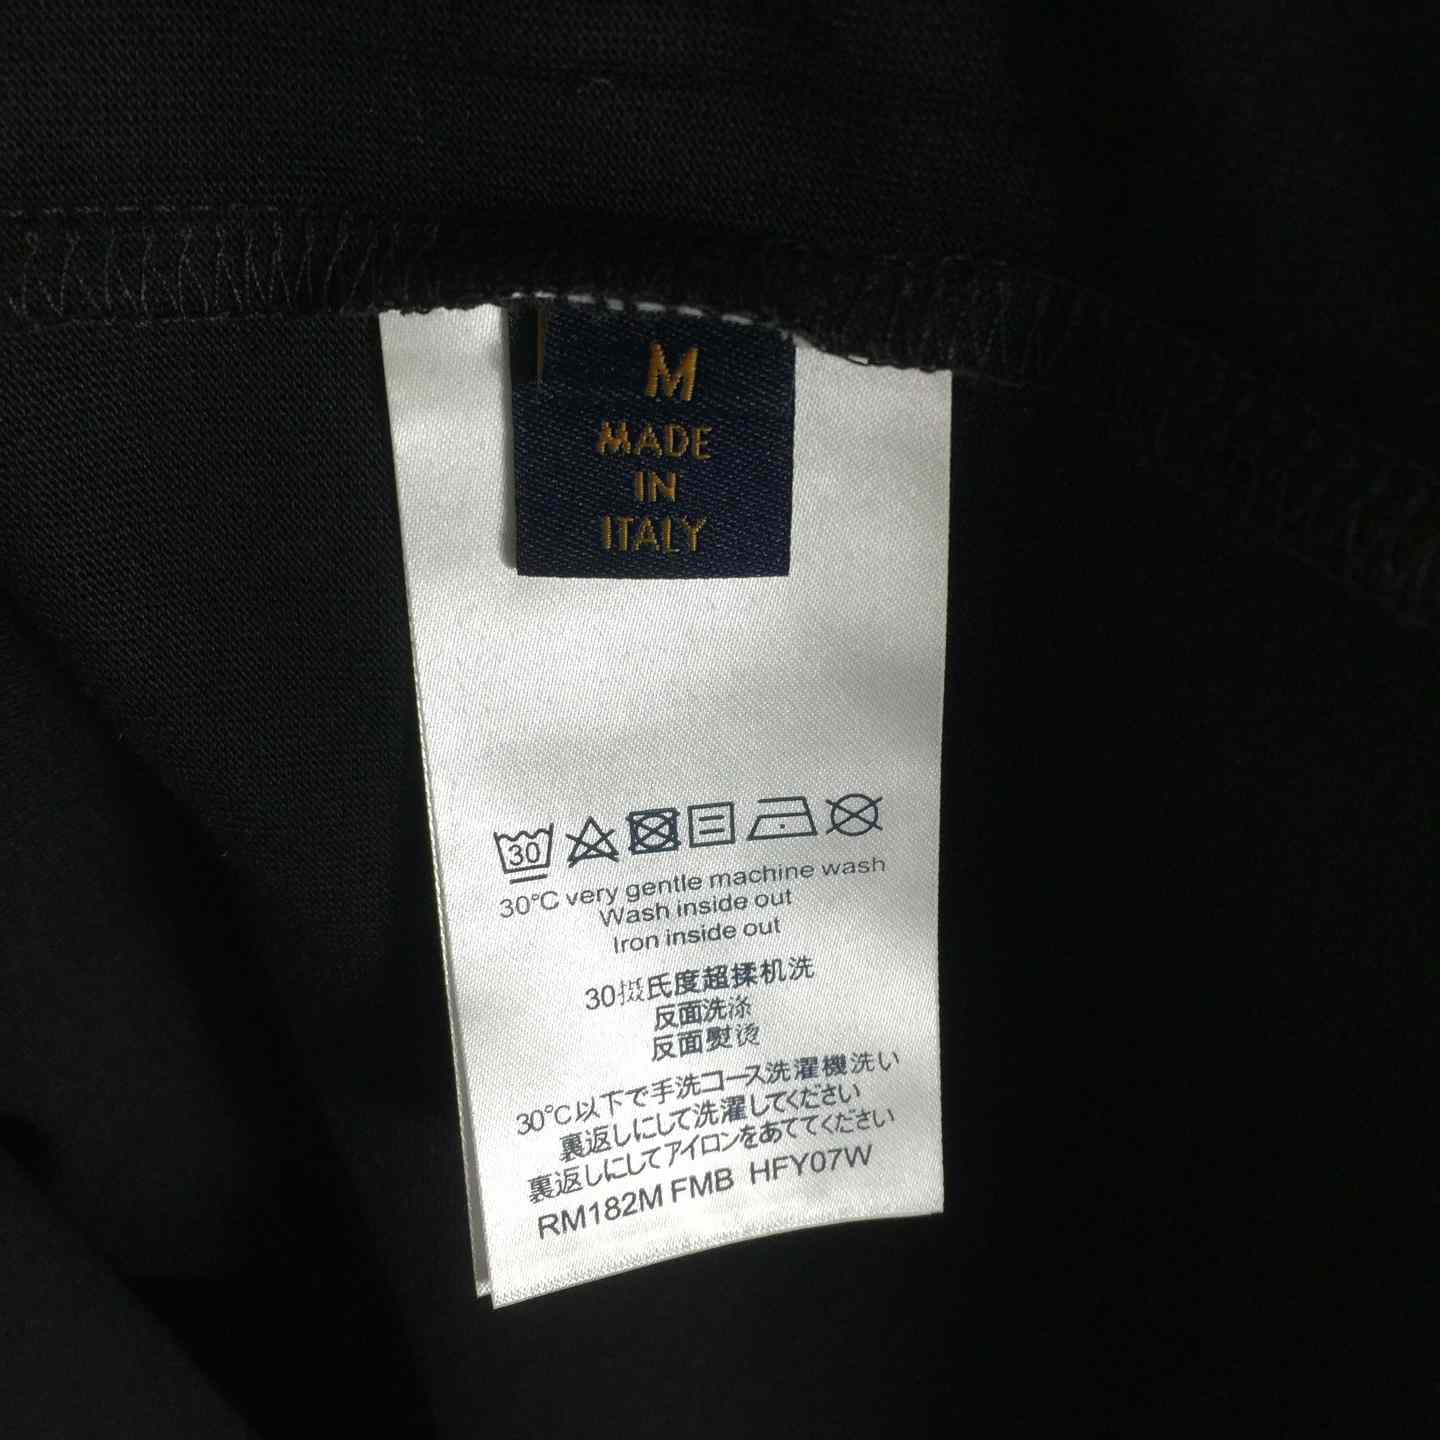 M
MADE
IN
ITALY
30
30°C very gentle machine wash
Wash inside out
Iron inside out
30摄氏度超揉机洗
反面洗涤
反面熨烫
30°C以下で手洗コース洗濯機洗い
裏返しにして洗濯してください
裏返しにしてアイロンをあててください
RM182M FMB HFY07W